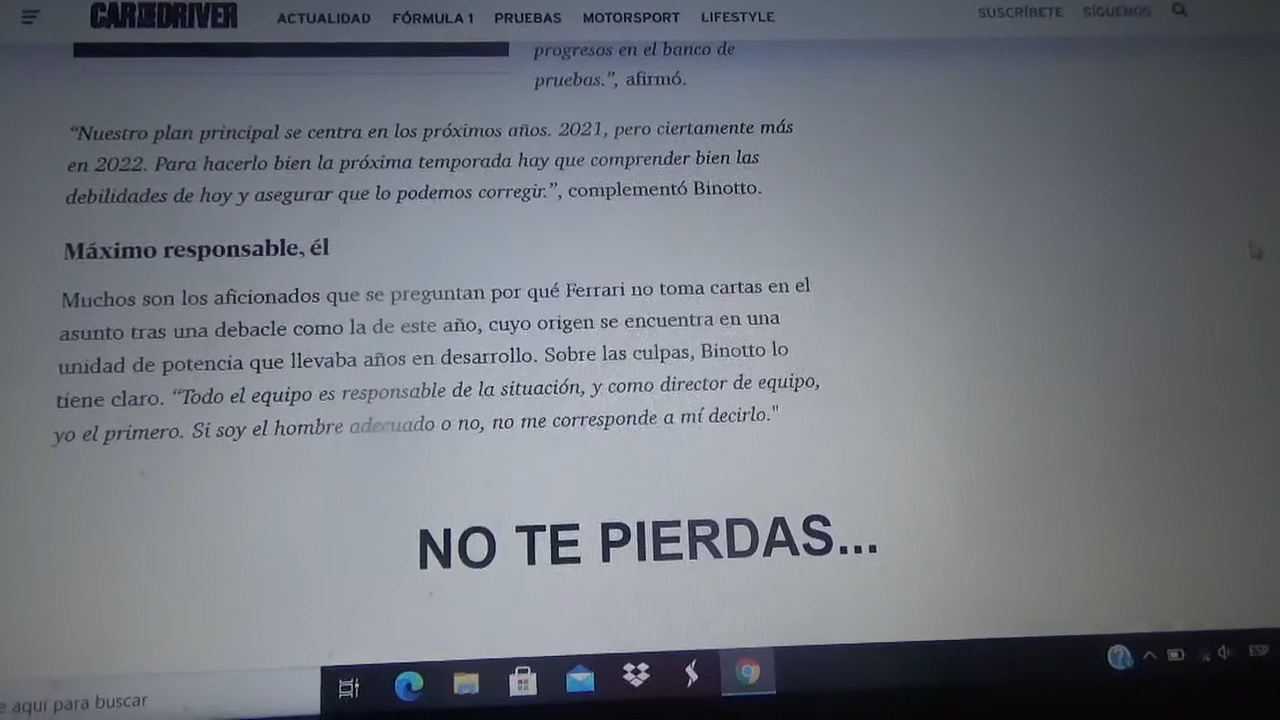 CAR AND DRIVER ACTUALIDAD FÓRMULA 1 PRUEBAS MOTORSPORT LIFESTYLE SUSCRÍBETE SÍGUENOS
progresos en el banco de
pruebas.”, afirmó.
“Nuestro plan principal se centra en los próximos años. 2021, pero ciertamente más
en 2022. Para hacerlo bien la próxima temporada hay que comprender bien las
debilidades de hoy y asegurar que lo podemos corregir.”, complementó Binotto.
Máximo responsable, él
Muchos son los aficionados que se preguntan por qué Ferrari no toma cartas en el
asunto tras una debacle como la de este año, cuyo origen se encuentra en una
unidad de potencia que llevaba años en desarrollo. Sobre las culpas, Binotto lo
tiene claro. “Todo el equipo es responsable de la situación, y como director de equipo,
yo el primero. Si soy el hombre adecuado o no, no me corresponde a mí decirlo."
NO TE PIERDAS...
e aquí para buscar
ESP